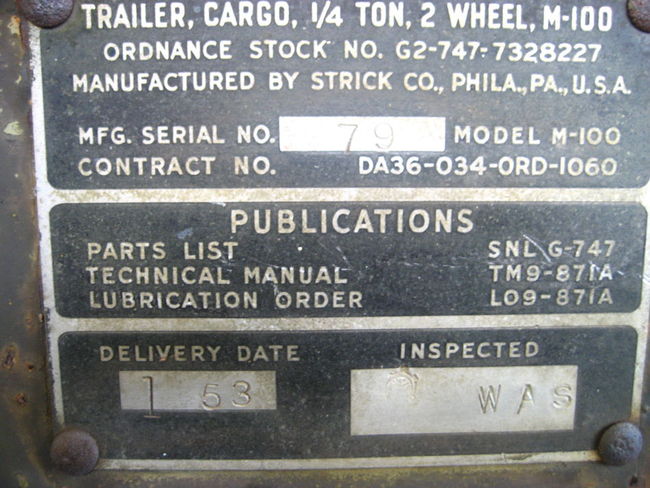 TRAILER, CARGO, 1/4 TON, 2 WHEEL, M-100
ORDNANCE STOCK NO. G2-747-7328227
MANUFACTURED BY STRICK CO., PHILA., PA., U.S.A.
MFG. SERIAL NO. 79 MODEL M-100
CONTRACT NO. DA36-034-ORD-1060
PUBLICATIONS
PARTS LIST SNL G-747
TECHNICAL MANUAL TM9-871A
LUBRICATION ORDER LO9-871A
DELIVERY DATE INSPECTED
1 53 WAS